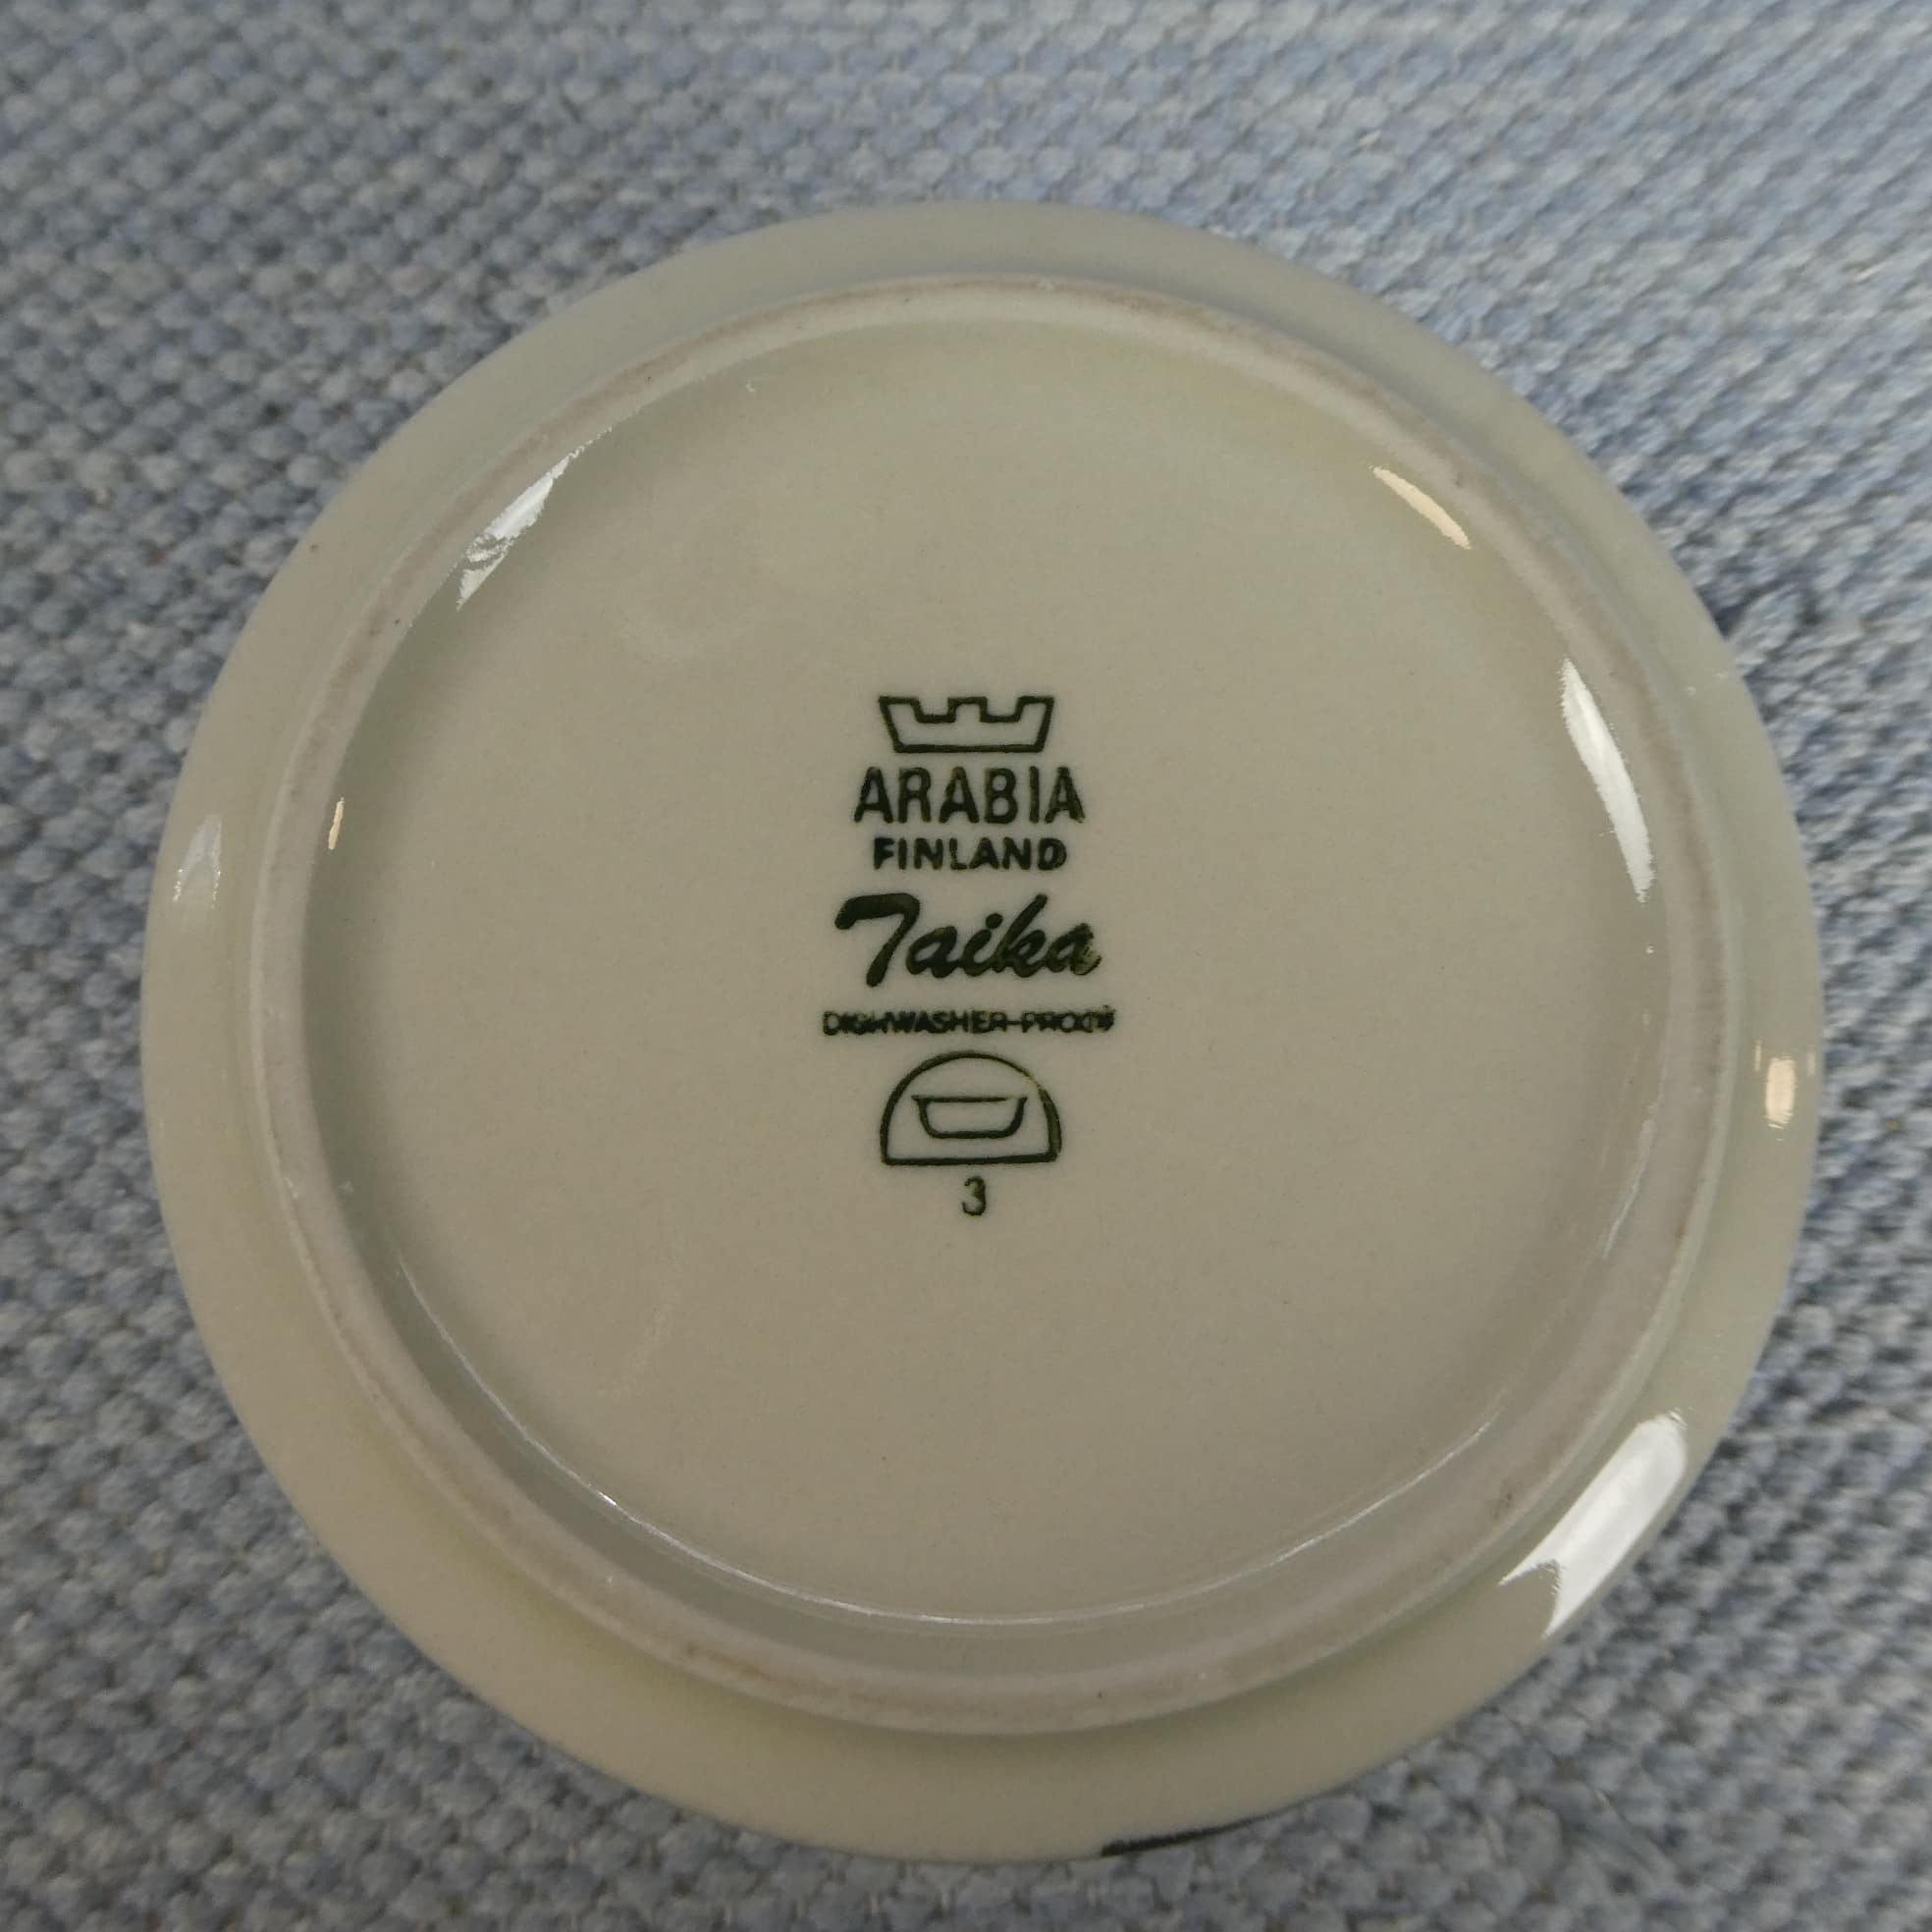 ARABIA
FINLAND
Taika
DISHWASHER-PROOF
3